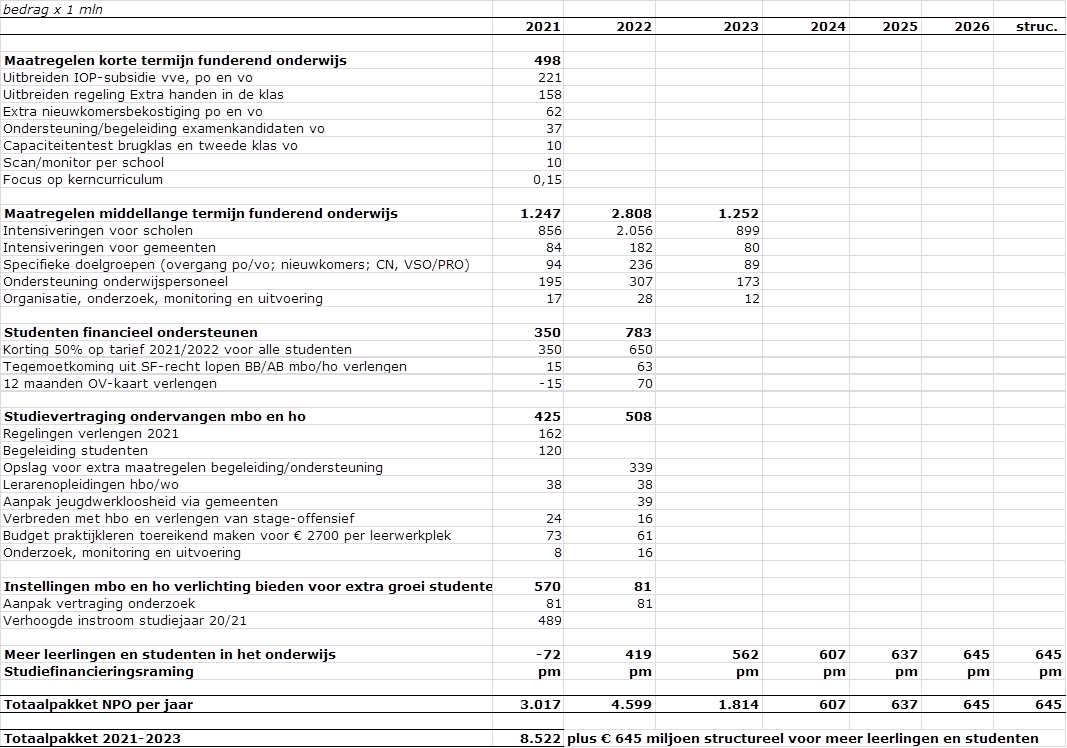 bedrag x 1 mln
2021 2022 2023 2024 2025 2026 struc.
Maatregelen korte termijn funderend onderwijs 498
Uitbreiden IOP-subsidie vve, po en vo 221
Uitbreiden regeling Extra handen in de klas 158
Extra nieuwkomersbekostiging po en vo 62
Ondersteuning/begeleiding examenkandidaten vo 37
Capaciteitentest brugklas en tweede klas vo 10
Scan/monitor per school 10
Focus op kerncurriculum 0,15
Maatregelen middellange termijn funderend onderwijs 1.247 2.808 1.252
Intensiveringen voor scholen 856 2.056 899
Intensiveringen voor gemeenten 84 182 80
Specifieke doelgroepen (overgang po/vo; nieuwkomers; CN, VSO/PRO) 94 236 89
Ondersteuning onderwijspersoneel 195 307 173
Organisatie, onderzoek, monitoring en uitvoering 17 28 12
Studenten financieel ondersteunen 350 783
Korting 50% op tarief 2021/2022 voor alle studenten 350 650
Tegemoetkoming uit SF-recht lopen BB/AB mbo/ho verlengen 15 63
12 maanden OV-kaart verlengen -15 70
Studievertraging ondervangen mbo en ho 425 508
Regelingen verlengen 2021 162
Begeleiding studenten 120
Opslag voor extra maatregelen begeleiding/ondersteuning 339
Lerarenopleidingen hbo/wo 38 38
Aanpak jeugdwerkloosheid via gemeenten 39
Verbreden met hbo en verlengen van stage-offensief 24 16
Budget praktijkleren toereikend maken voor € 2700 per leerwerkplek 73 61
Onderzoek, monitoring en uitvoering 8 16
Instellingen mbo en ho verlichting bieden voor extra groei studente 570 81
Aanpak vertraging onderzoek 81 81
Verhoogde instroom studiejaar 20/21 489
Meer leerlingen en studenten in het onderwijs -72 419 562 607 637 645 645
Studiefinancieringsraming pm pm pm pm pm pm pm
Totaalpakket NPO per jaar 3.017 4.599 1.814 607 637 645 645
Totaalpakket 2021-2023 8.522 plus € 645 miljoen structureel voor meer leerlingen en studenten